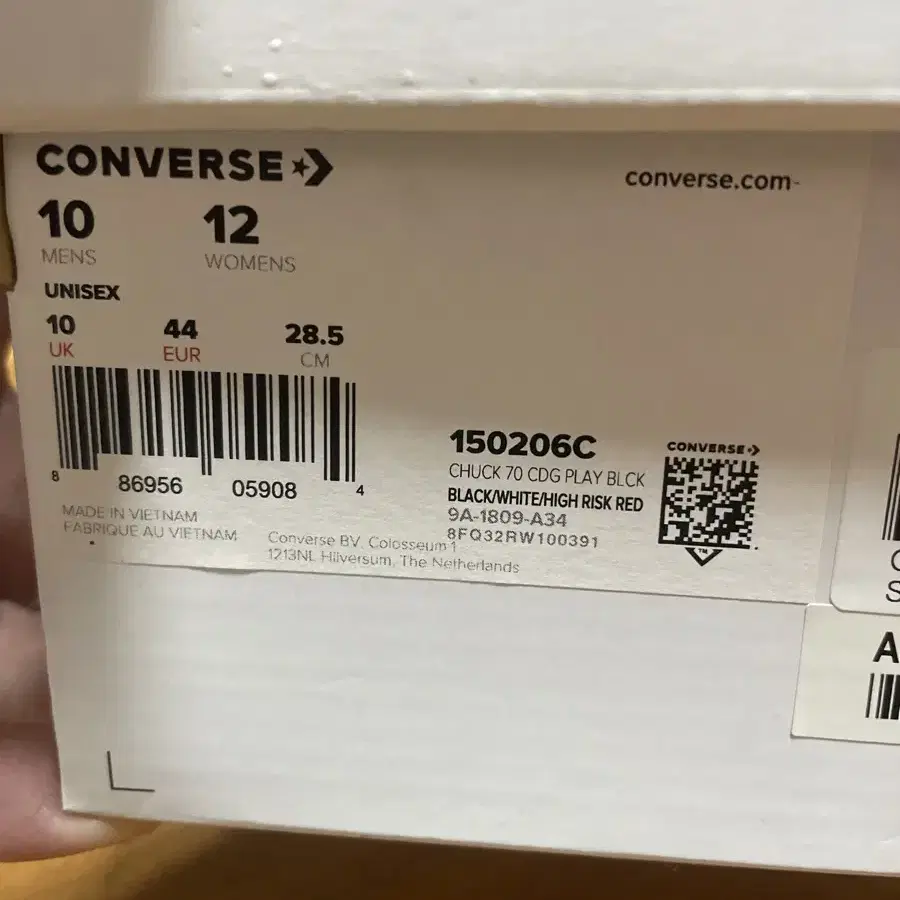 CONVERSE
converse.com
10 12
MENS WOMENS
UNISEX
10 44 28.5
UK EUR CM
8 86956 05908 4
MADE IN VIETNAM
FABRIQUE AU VIETNAM
Converse BV, Colosseum 1
1213NL Hilversum, The Netherlands
150206C
CHUCK 70 CDG PLAY BLCK
BLACK/WHITE/HIGH RISK RED
9A-1809-A34
8FQ32RW100391
CONVERSE
TM
S
A